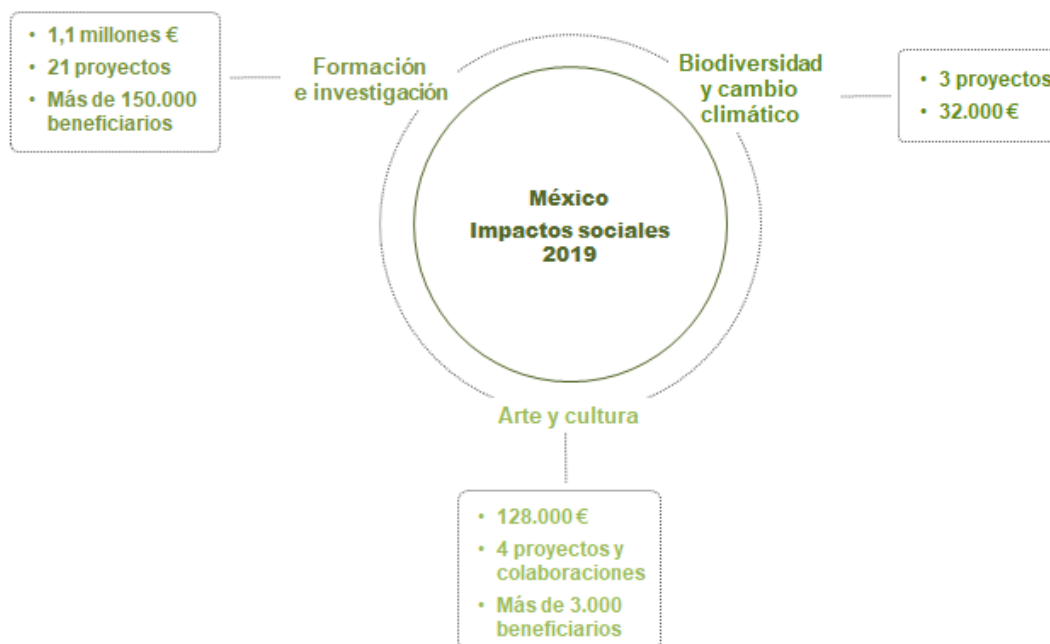 • 1,1 millones €
• 21 proyectos
• Más de 150.000
beneficiarios
Formación
e investigación
Biodiversidad
y cambio
climático
• 3 proyectos
• 32.000 €
México
Impactos sociales
2019
Arte y cultura
• 128.000 €
• 4 proyectos y
colaboraciones
• Más de 3.000
beneficiarios